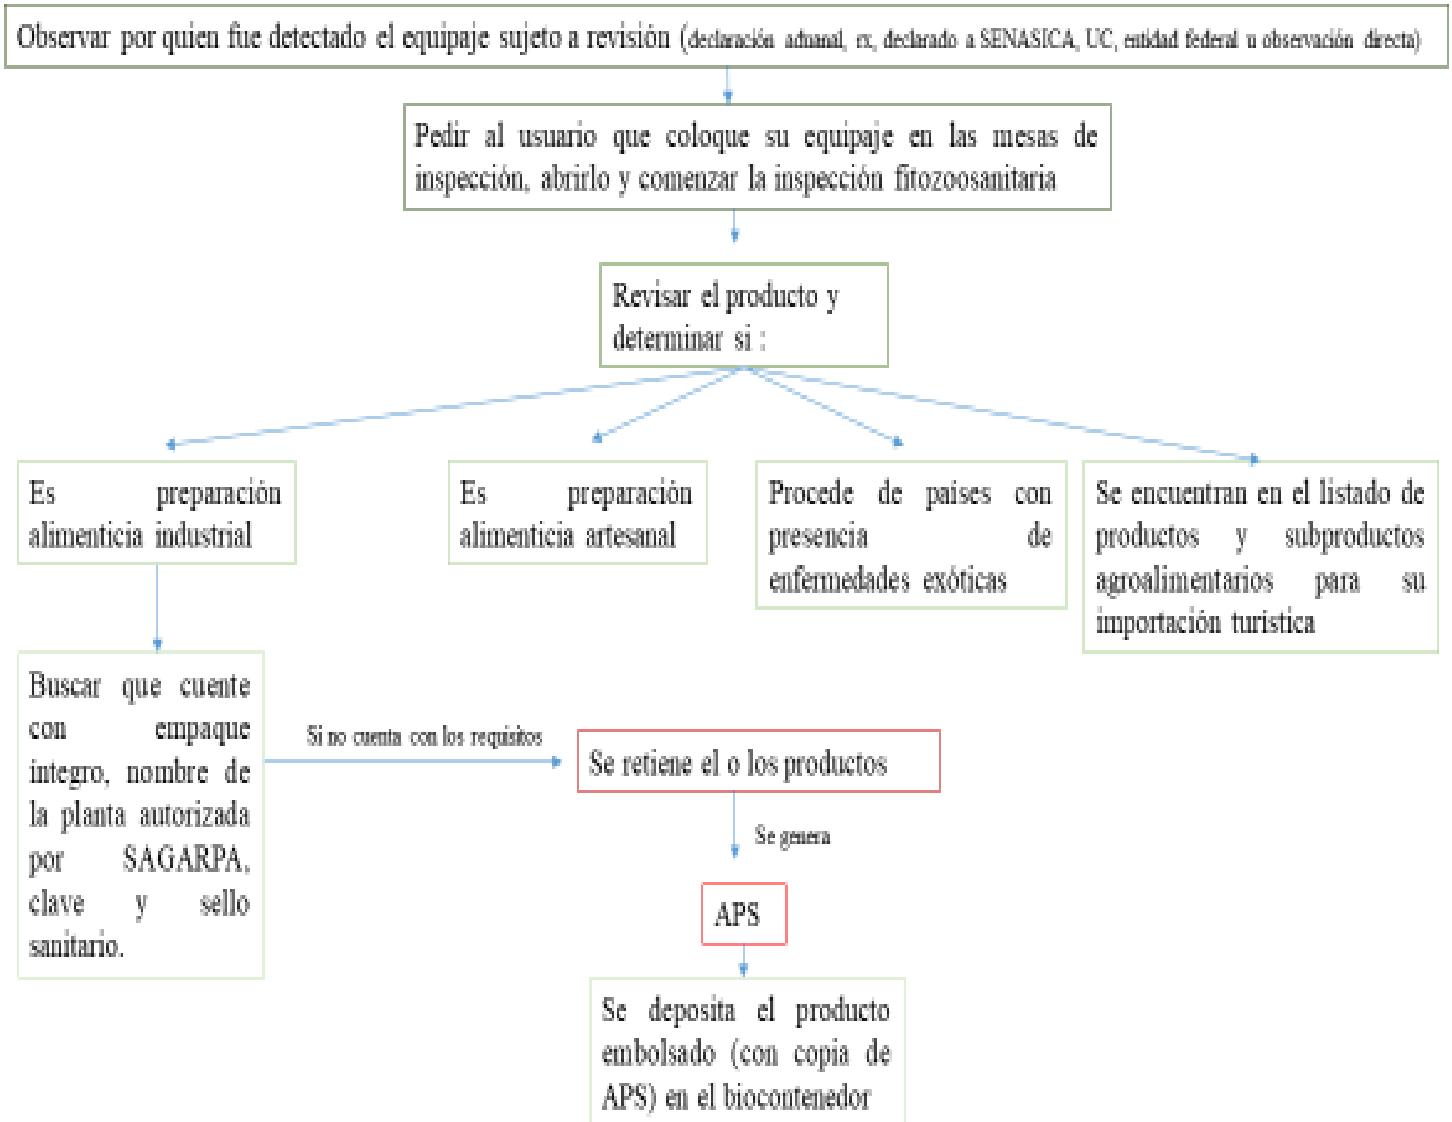 Observar por quien fue detectado el equipaje sujeto a revisión (declaración aduanal, rx, declarado a SENASICA, UC, entidad federal u observación directa)
Pedir al usuario que coloque su equipaje en las mesas de
inspección, abrirlo y comenzar la inspección fitozoosanitaria
Revisar el producto y
determinar si :
Es preparación
alimenticia industrial
Es preparación
alimenticia artesanal
Procede de países con
presencia de
enfermedades exóticas
Se encuentran en el listado de
productos y subproductos
agroalimentarios para su
importación turística
Buscar que cuente
con empaque
integro, nombre de
la planta autorizada
por SAGARPA,
clave y sello
sanitario.
Si no cuenta con los requisitos
Se retiene el o los productos
Se genera
APS
Se deposita el producto
embolsado (con copia de
APS) en el biocontenedor